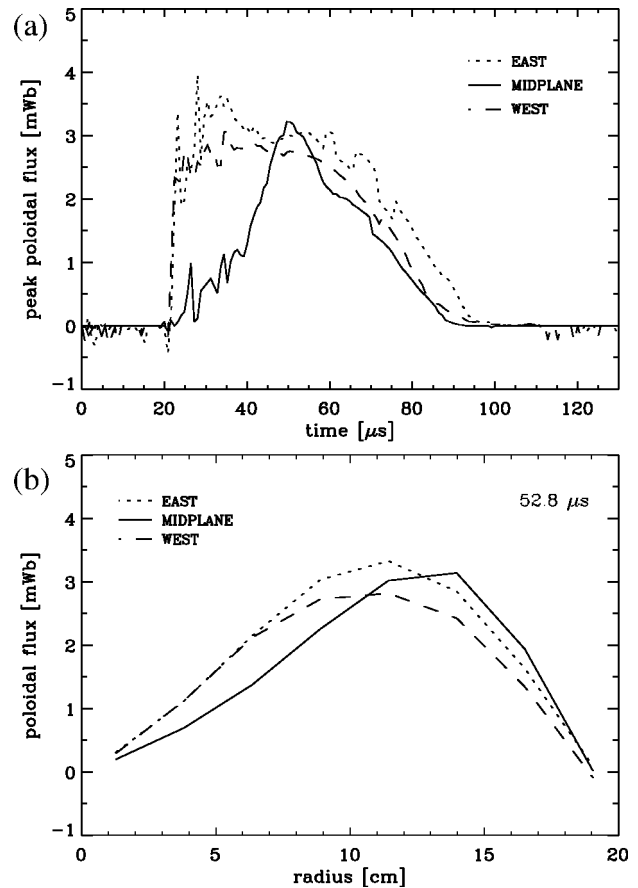 (a)
peak poloidal flux [mWb]
5
4
3
2
1
0
-1
EAST
MIDPLANE
WEST
0 20 40 60 80 100 120
time [μs]
(b)
poloidal flux [mWb]
5
4
3
2
1
0
-1
EAST
MIDPLANE
WEST
52.8 μs
0 5 10 15 20
radius [cm]